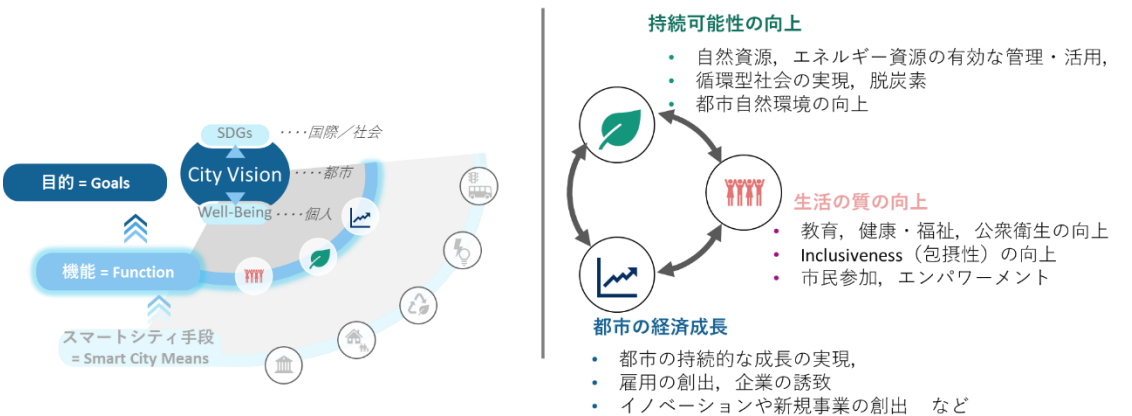 SDGs ････国際／社会
City Vision ････都市
Well-Being ････個人
目的 = Goals
機能 = Function
スマートシティ手段
= Smart City Means
持続可能性の向上
• 自然資源，エネルギー資源の有効な管理・活用，
• 循環型社会の実現，脱炭素
• 都市自然環境の向上
生活の質の向上
• 教育，健康・福祉，公衆衛生の向上
• Inclusiveness（包摂性）の向上
• 市民参加，エンパワーメント
都市の経済成長
• 都市の持続的な成長の実現，
• 雇用の創出，企業の誘致
• イノベーションや新規事業の創出　など